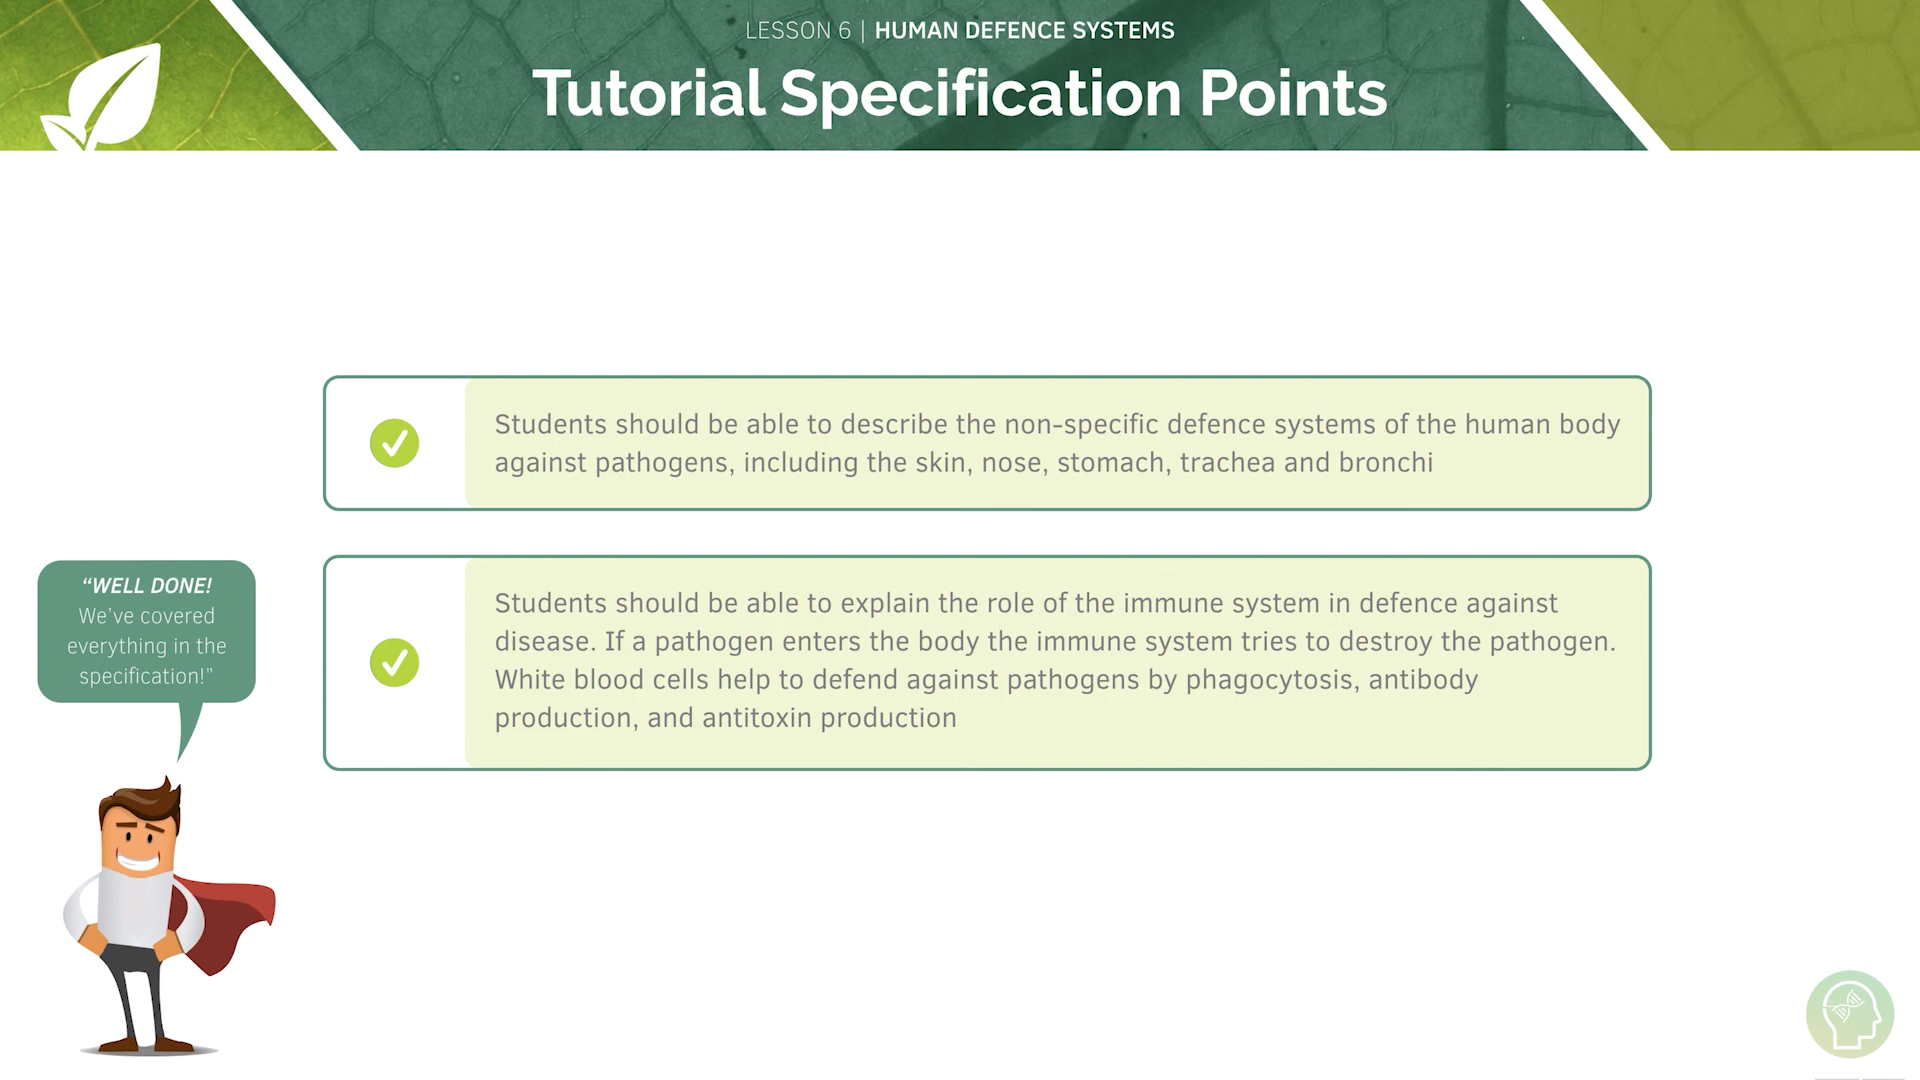 LESSON 6 | HUMAN DEFENCE SYSTEMS
Tutorial Specification Points
Students should be able to describe the non-specific defence systems of the human body
against pathogens, including the skin, nose, stomach, trachea and bronchi
Students should be able to explain the role of the immune system in defence against
disease. If a pathogen enters the body the immune system tries to destroy the pathogen.
White blood cells help to defend against pathogens by phagocytosis, antibody
production, and antitoxin production
“WELL DONE!
We’ve covered
everything in the
specification!”